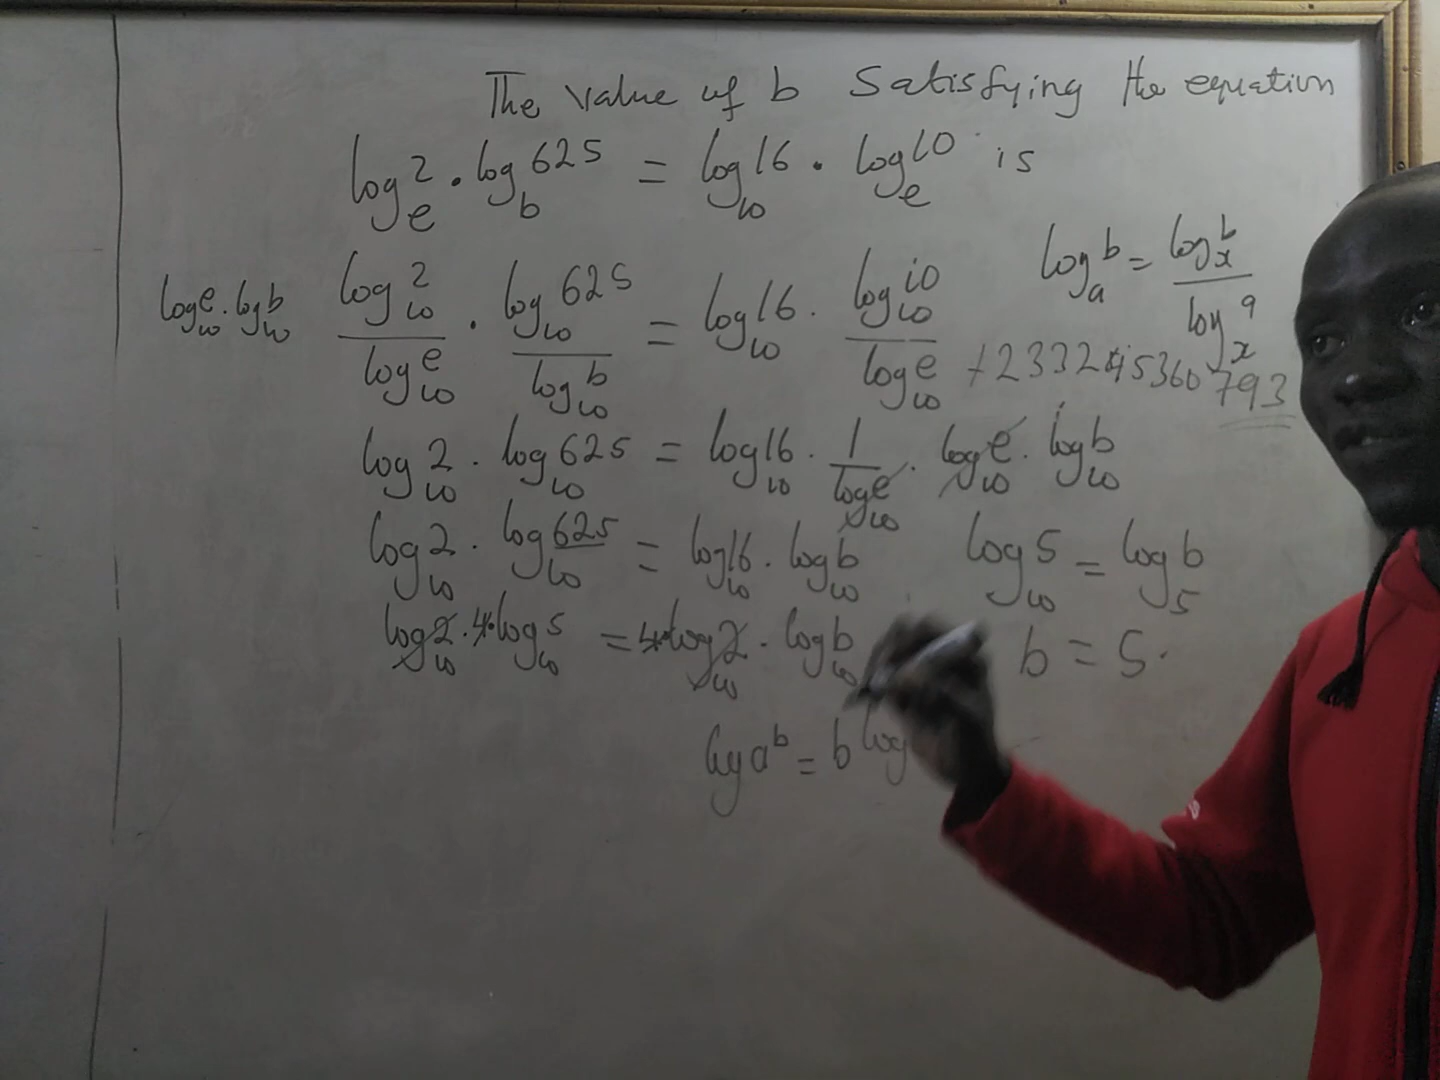 The value of b Satisfying the equation
log_e 2 . log_b 625 = log_10 16 . log_e 10 is
log_a b = log_x b / log_x a
log_10 e . log_10 b
log_10 2 / log_10 e . log_10 625 / log_10 b = log_10 16 . log_10 10 / log_10 e
793
log_10 2 . log_10 625 = log_10 16 . 1 / log_10 e . log_10 e . log_10 b
log_10 2 . log_10 625 = log_10 16 . log_10 b
log_10 5 = log_5 b
log_10 2 . 4 log_10 5 = 4 log_10 2 . log_10 b
b = 5.
log a^b = b log